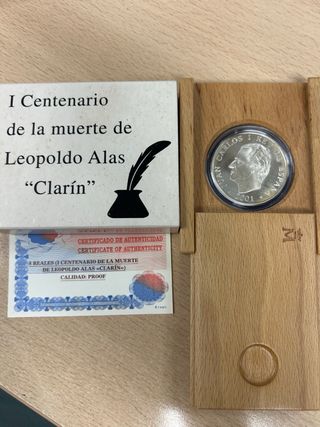 I Centenario
de la muerte de
Leopoldo Alas
“Clarín”
CERTIFICADO DE AUTENTICIDAD
CERTIFICATE OF AUTHENTICITY
8 REALES (I CENTENARIO DE LA MUERTE
DE LEOPOLDO ALAS «CLARÍN»)
CALIDAD: PROOF
JUAN CARLOS I REY DE ESPAÑA
2001
M